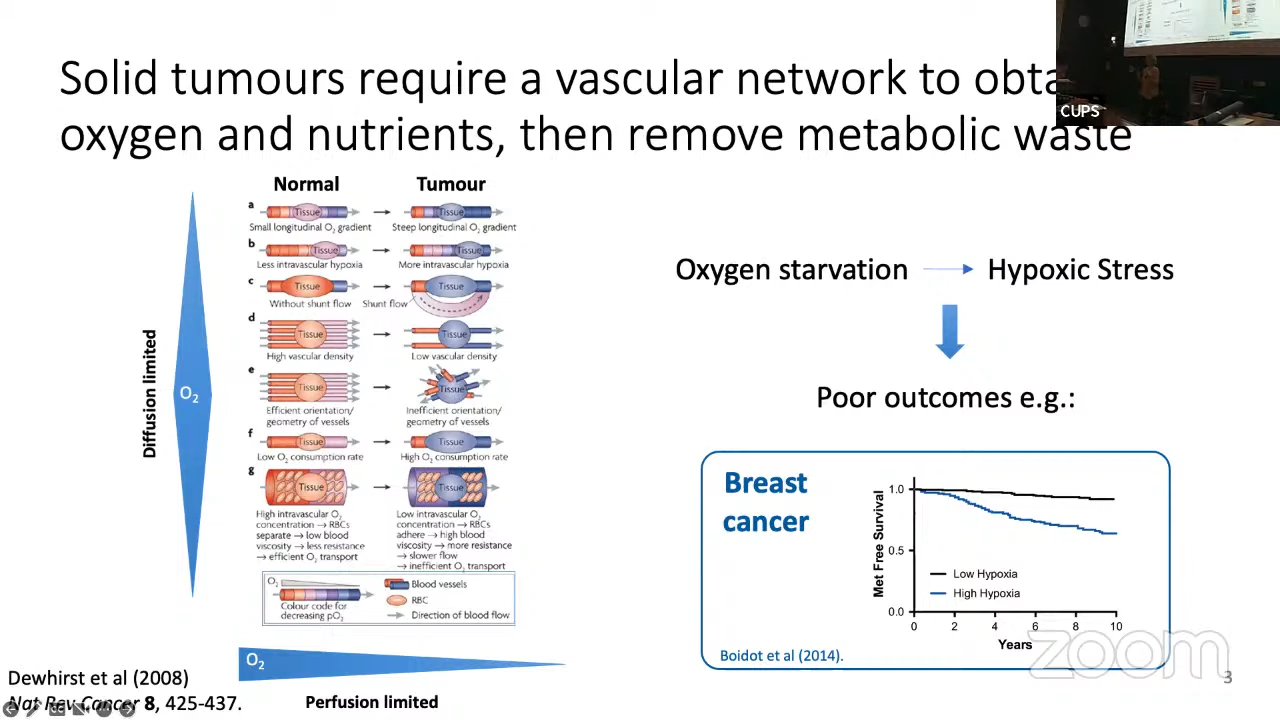 Solid tumours require a vascular network to obta
oxygen and nutrients, then remove metabolic waste
CUPS
Normal
Tumour
a
Tissue
Tissue
Small longitudinal O₂ gradient
Steep longitudinal O₂ gradient
b
Tissue
Tissue
Less intravascular hypoxia
More intravascular hypoxia
c
Tissue
Tissue
Without shunt flow
Shunt flow
d
Tissue
Tissue
High vascular density
Low vascular density
e
Tissue
Tissue
Efficient orientation/
geometry of vessels
Inefficient orientation/
geometry of vessels
f
Tissue
Tissue
Low O₂ consumption rate
High O₂ consumption rate
g
Tissue
Tissue
High intravascular O₂
concentration → RBCs
separate → low blood
viscosity → less resistance
→ efficient O₂ transport
Low intravascular O₂
concentration → RBCs
adhere → high blood
viscosity → more resistance
→ slower flow
→ inefficient O₂ transport
O₂
Colour code for
decreasing pO₂
Blood vessels
RBC
Direction of blood flow
Diffusion limited
O₂
O₂
Perfusion limited
Dewhirst et al (2008)
Nat Rev Cancer 8, 425-437.
Oxygen starvation
Hypoxic Stress
Poor outcomes e.g.:
Breast
cancer
Met Free Survival
1.0
0.5
0.0
Low Hypoxia
High Hypoxia
0 2 4 6 8 10
Years
Boidot et al (2014).
zoom
3